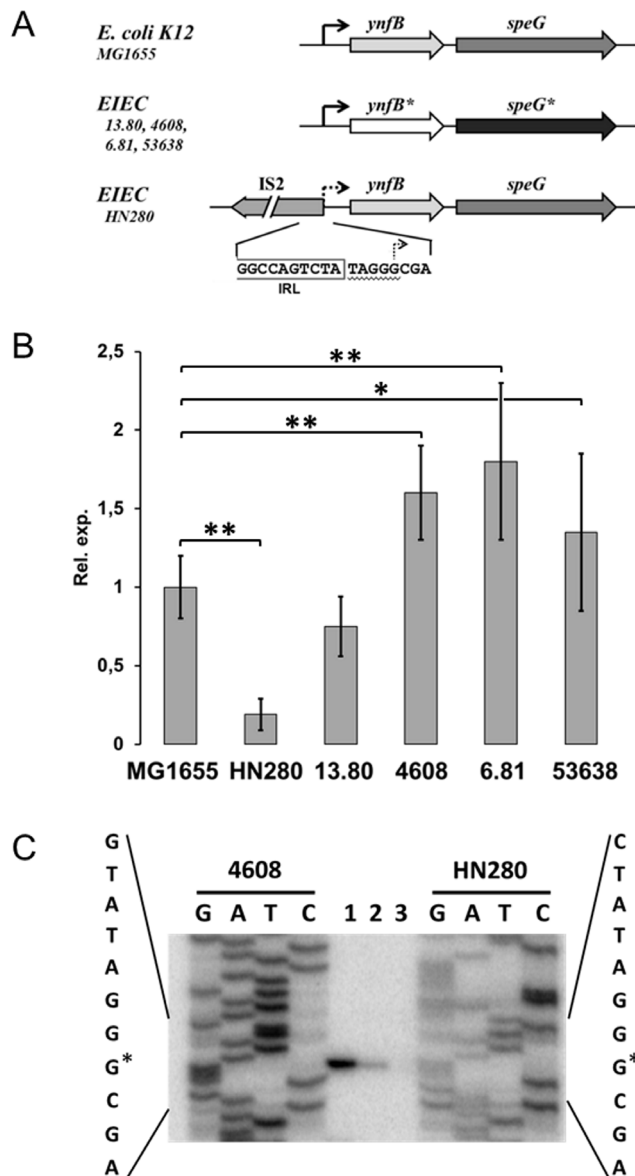 A
E. coli K12
MG1655
ynfB
speG
EIEC
13.80, 4608,
6.81, 53638
ynfB*
speG*
EIEC
HN280
IS2
ynfB
speG
GGCCAGTCTA TAGGGCGA
IRL
B
Rel. exp.
2,5
2
1,5
1
0,5
0
**
*
**
**
MG1655 HN280 13.80 4608 6.81 53638
C
4608
G A T C
1 2 3
HN280
G A T C
G
T
A
T
A
G
G
G*
C
G
A
C
T
A
T
A
G
G
G*
C
G
A